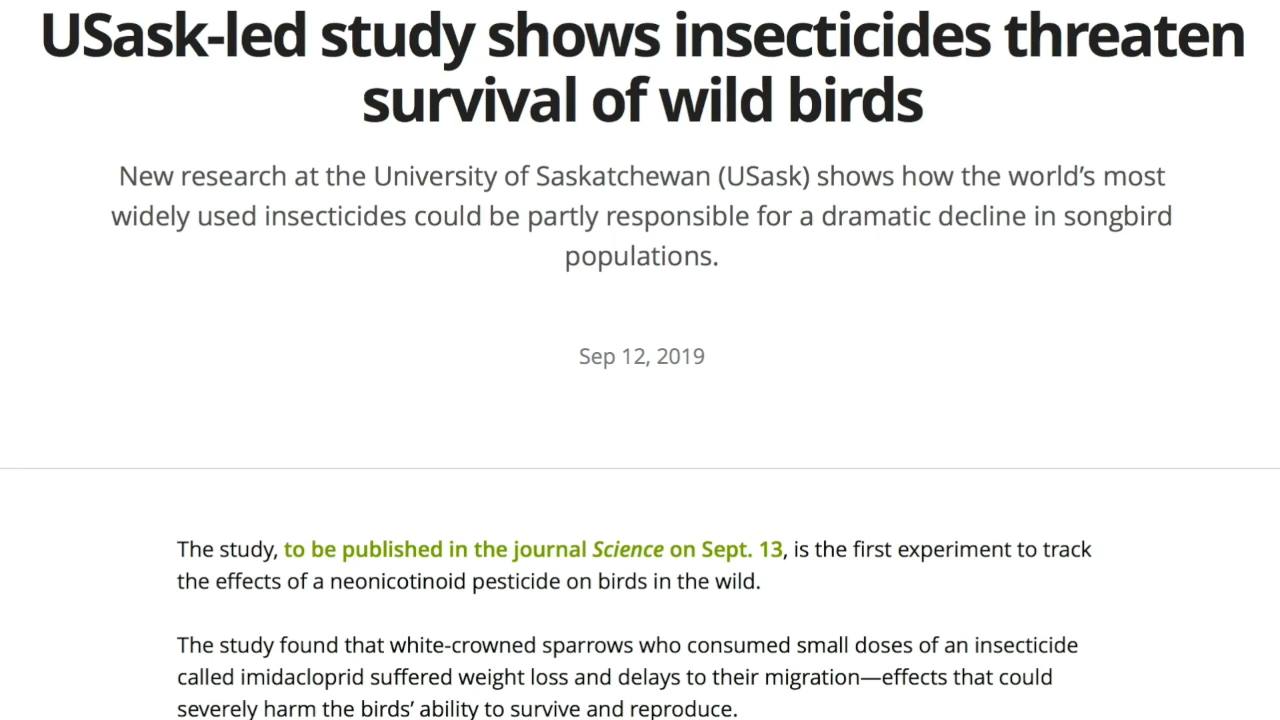 USask-led study shows insecticides threaten
survival of wild birds
New research at the University of Saskatchewan (USask) shows how the world’s most
widely used insecticides could be partly responsible for a dramatic decline in songbird
populations.
Sep 12, 2019
The study, to be published in the journal Science on Sept. 13, is the first experiment to track
the effects of a neonicotinoid pesticide on birds in the wild.
The study found that white-crowned sparrows who consumed small doses of an insecticide
called imidacloprid suffered weight loss and delays to their migration—effects that could
severely harm the birds’ ability to survive and reproduce.